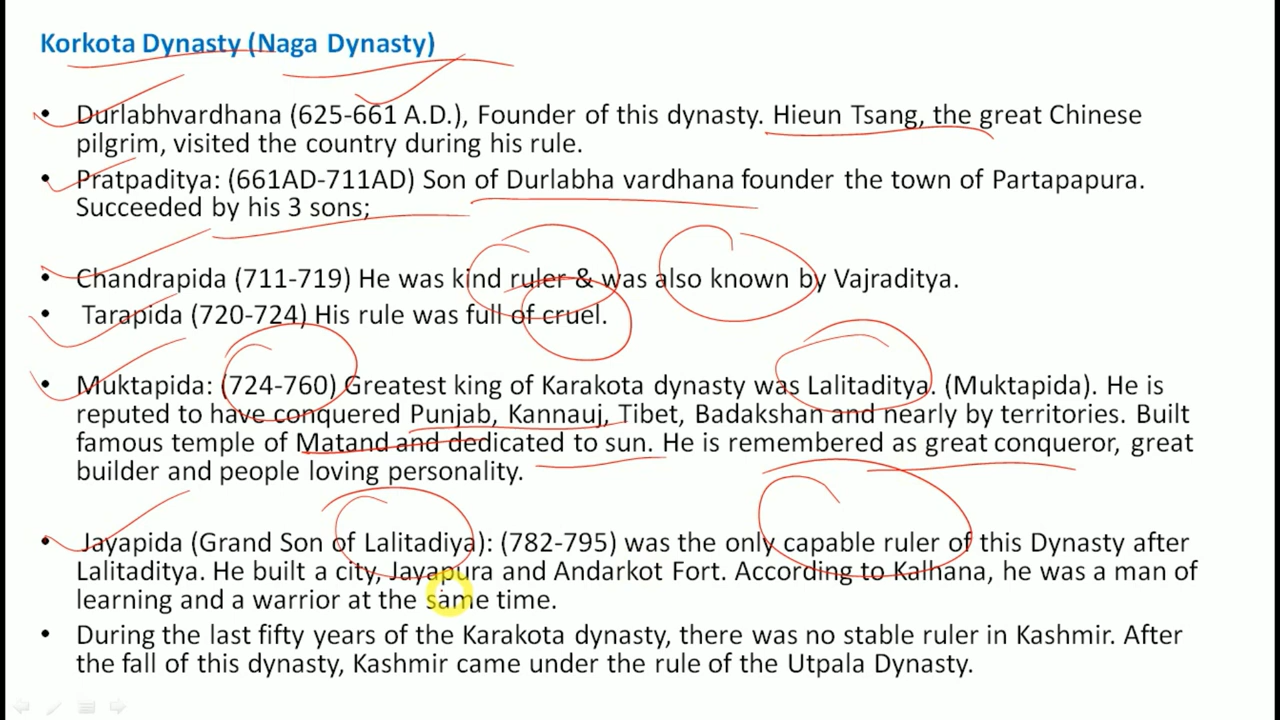 Korkota Dynasty (Naga Dynasty)
• Durlabhvardhana (625-661 A.D.), Founder of this dynasty. Hieun Tsang, the great Chinese
pilgrim, visited the country during his rule.
• Pratpaditya: (661AD-711AD) Son of Durlabha vardhana founder the town of Partapapura.
Succeeded by his 3 sons;
• Chandrapida (711-719) He was kind ruler & was also known by Vajraditya.
• Tarapida (720-724) His rule was full of cruel.
• Muktapida: (724-760) Greatest king of Karakota dynasty was Lalitaditya. (Muktapida). He is
reputed to have conquered Punjab, Kannauj, Tibet, Badakshan and nearly by territories. Built
famous temple of Matand and dedicated to sun. He is remembered as great conqueror, great
builder and people loving personality.
• Jayapida (Grand Son of Lalitadiya): (782-795) was the only capable ruler of this Dynasty after
Lalitaditya. He built a city, Jayapura and Andarkot Fort. According to Kalhana, he was a man of
learning and a warrior at the same time.
• During the last fifty years of the Karakota dynasty, there was no stable ruler in Kashmir. After
the fall of this dynasty, Kashmir came under the rule of the Utpala Dynasty.